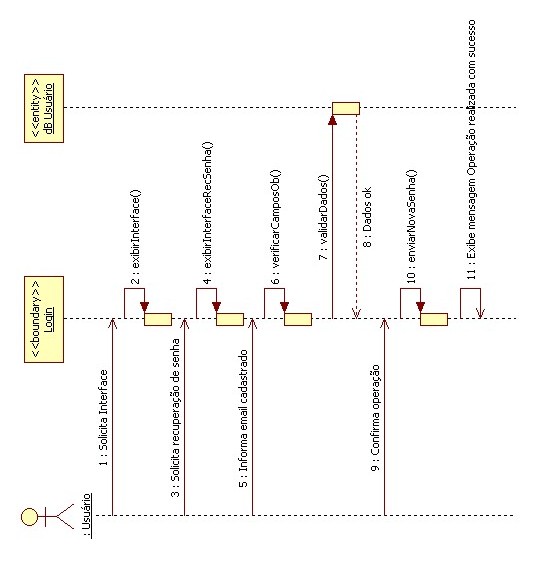 : Usuário
<<boundary>>
Login
<<entity>>
dB Usuário
1 : Solicita Interface
2 : exibirInterface()
3 : Solicita recuperação de senha
4 : exibirInterfaceRecSenha()
5 : Informa email cadastrado
6 : verificarCamposOb()
7 : validarDados()
8 : Dados ok
9 : Confirma operação
10 : enviarNovaSenha()
11 : Exibe mensagem Operação realizada com sucesso